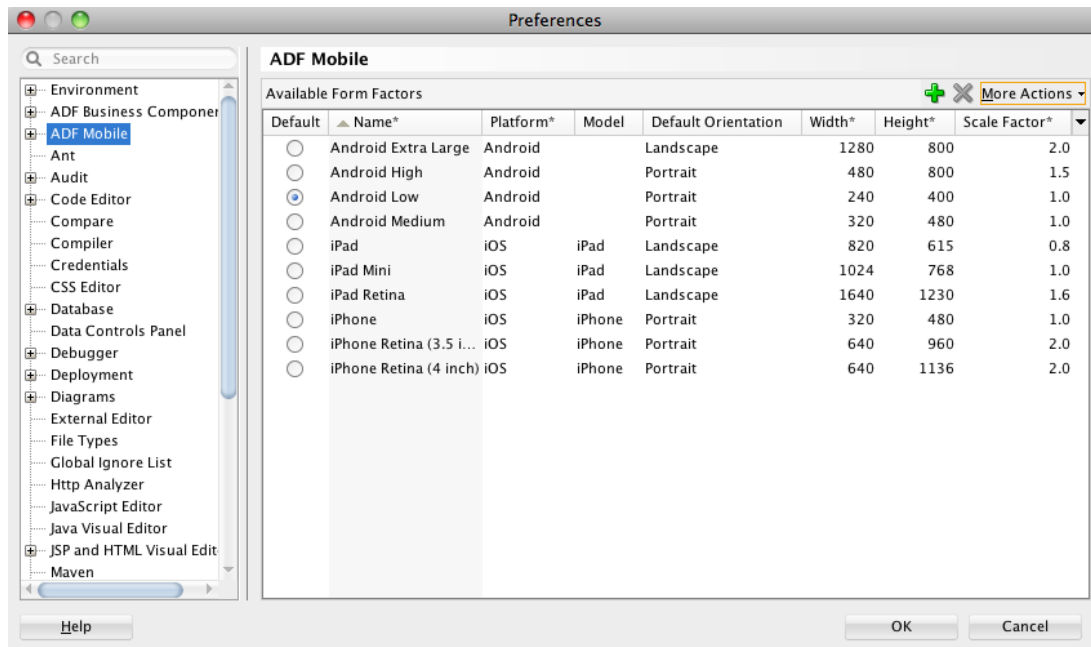 Preferences
Search
Environment
ADF Business Componer
ADF Mobile
Ant
Audit
Code Editor
Compare
Compiler
Credentials
CSS Editor
Database
Data Controls Panel
Debugger
Deployment
Diagrams
External Editor
File Types
Global Ignore List
Http Analyzer
JavaScript Editor
Java Visual Editor
JSP and HTML Visual Edit
Maven
ADF Mobile
Available Form Factors More Actions
Default Name* Platform* Model Default Orientation Width* Height* Scale Factor*
Android Extra Large Android Landscape 1280 800 2.0
Android High Android Portrait 480 800 1.5
Android Low Android Portrait 240 400 1.0
Android Medium Android Portrait 320 480 1.0
iPad iOS iPad Landscape 820 615 0.8
iPad Mini iOS iPad Landscape 1024 768 1.0
iPad Retina iOS iPad Landscape 1640 1230 1.6
iPhone iOS iPhone Portrait 320 480 1.0
iPhone Retina (3.5 i... iOS iPhone Portrait 640 960 2.0
iPhone Retina (4 inch) iOS iPhone Portrait 640 1136 2.0
Help OK Cancel